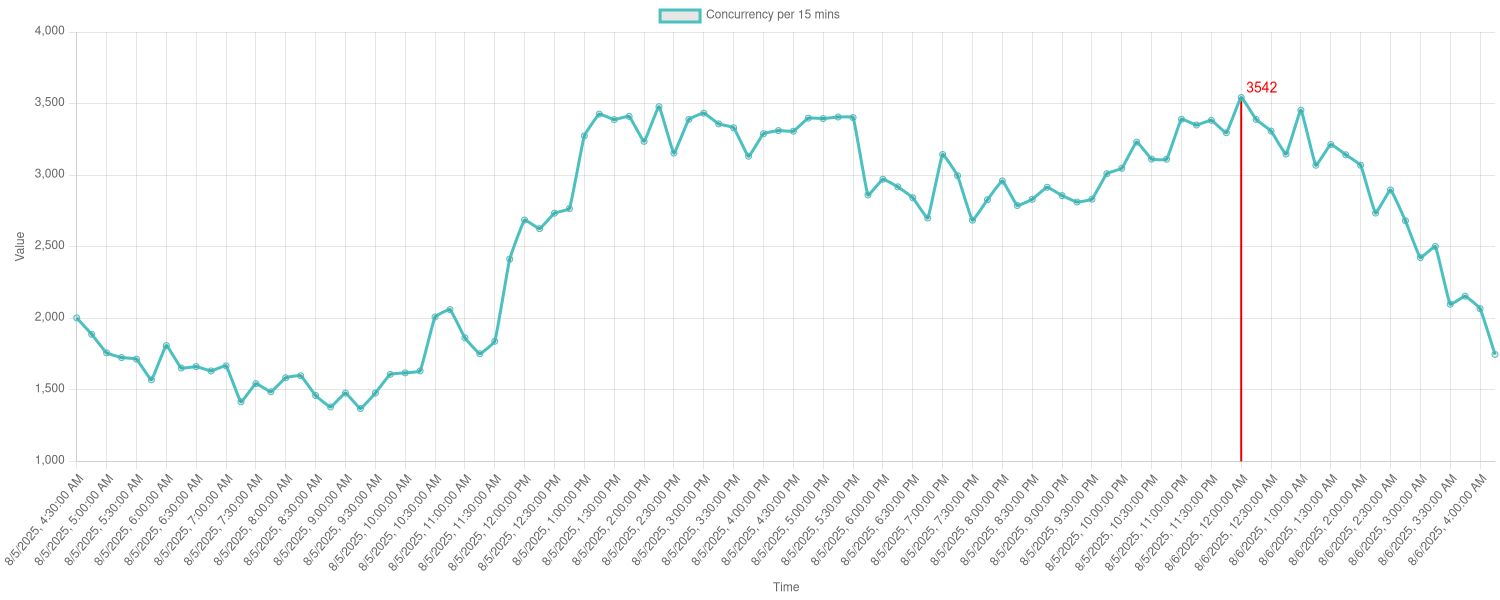 Concurrency per 15 mins
4,000
3,500
3,000
2,500
2,000
1,500
1,000
Value
3542
8/5/2025, 4:30:00 AM
8/5/2025, 5:00:00 AM
8/5/2025, 5:30:00 AM
8/5/2025, 6:00:00 AM
8/5/2025, 6:30:00 AM
8/5/2025, 7:00:00 AM
8/5/2025, 7:30:00 AM
8/5/2025, 8:00:00 AM
8/5/2025, 8:30:00 AM
8/5/2025, 9:00:00 AM
8/5/2025, 9:30:00 AM
8/5/2025, 10:00:00 AM
8/5/2025, 10:30:00 AM
8/5/2025, 11:00:00 AM
8/5/2025, 11:30:00 AM
8/5/2025, 12:00:00 PM
8/5/2025, 12:30:00 PM
8/5/2025, 1:00:00 PM
8/5/2025, 1:30:00 PM
8/5/2025, 2:00:00 PM
8/5/2025, 2:30:00 PM
8/5/2025, 3:00:00 PM
8/5/2025, 3:30:00 PM
8/5/2025, 4:00:00 PM
8/5/2025, 4:30:00 PM
8/5/2025, 5:00:00 PM
8/5/2025, 5:30:00 PM
8/5/2025, 6:00:00 PM
8/5/2025, 6:30:00 PM
8/5/2025, 7:00:00 PM
8/5/2025, 7:30:00 PM
8/5/2025, 8:00:00 PM
8/5/2025, 8:30:00 PM
8/5/2025, 9:00:00 PM
8/5/2025, 9:30:00 PM
8/5/2025, 10:00:00 PM
8/5/2025, 10:30:00 PM
8/5/2025, 11:00:00 PM
8/5/2025, 11:30:00 PM
8/6/2025, 12:00:00 AM
8/6/2025, 12:30:00 AM
8/6/2025, 1:00:00 AM
8/6/2025, 1:30:00 AM
8/6/2025, 2:00:00 AM
8/6/2025, 2:30:00 AM
8/6/2025, 3:00:00 AM
8/6/2025, 3:30:00 AM
8/6/2025, 4:00:00 AM
Time